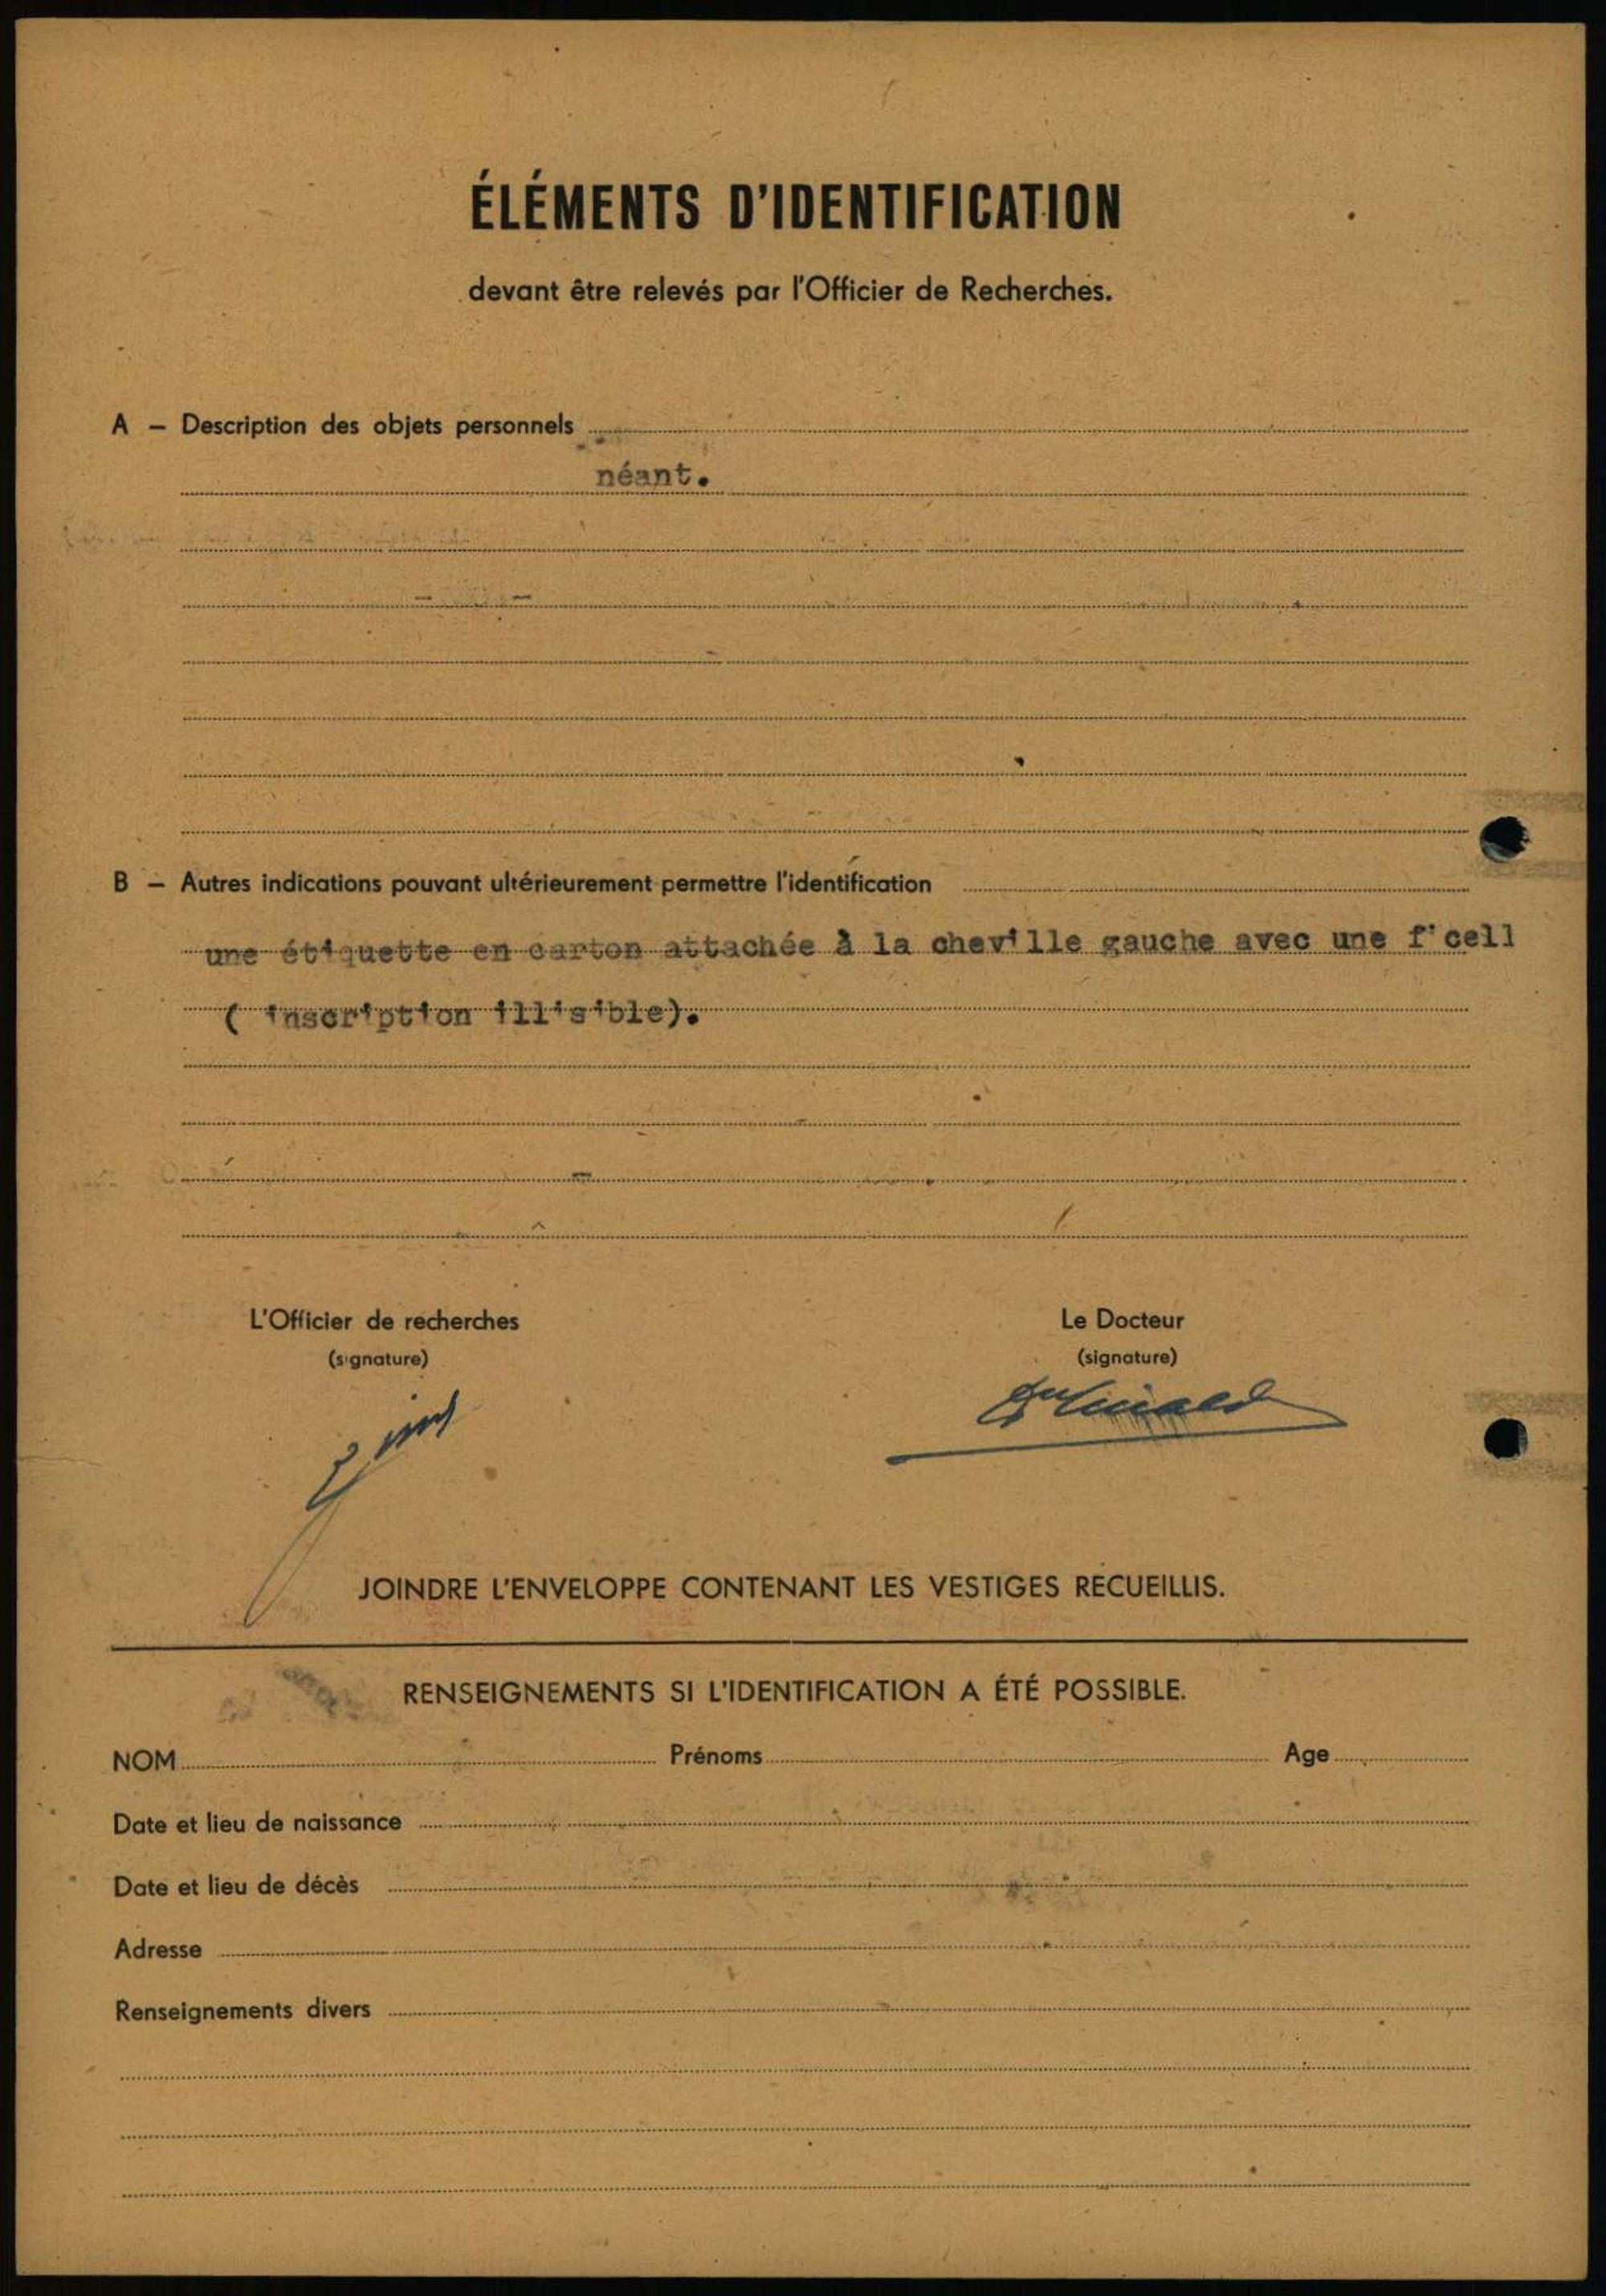 ÉLÉMENTS D'IDENTIFICATION
devant être relevés par l'Officier de Recherches.
A – Description des objets personnels
néant.
B – Autres indications pouvant ultérieurement permettre l'identification
une étiquette en carton attachée à la cheville gauche avec une ficell
( inscription illisible).
L'Officier de recherches
(signature)
Le Docteur
(signature)
JOINDRE L'ENVELOPPE CONTENANT LES VESTIGES RECUEILLIS.
RENSEIGNEMENTS SI L'IDENTIFICATION A ÉTÉ POSSIBLE.
NOM Prénoms Age
Date et lieu de naissance
Date et lieu de décès
Adresse
Renseignements divers